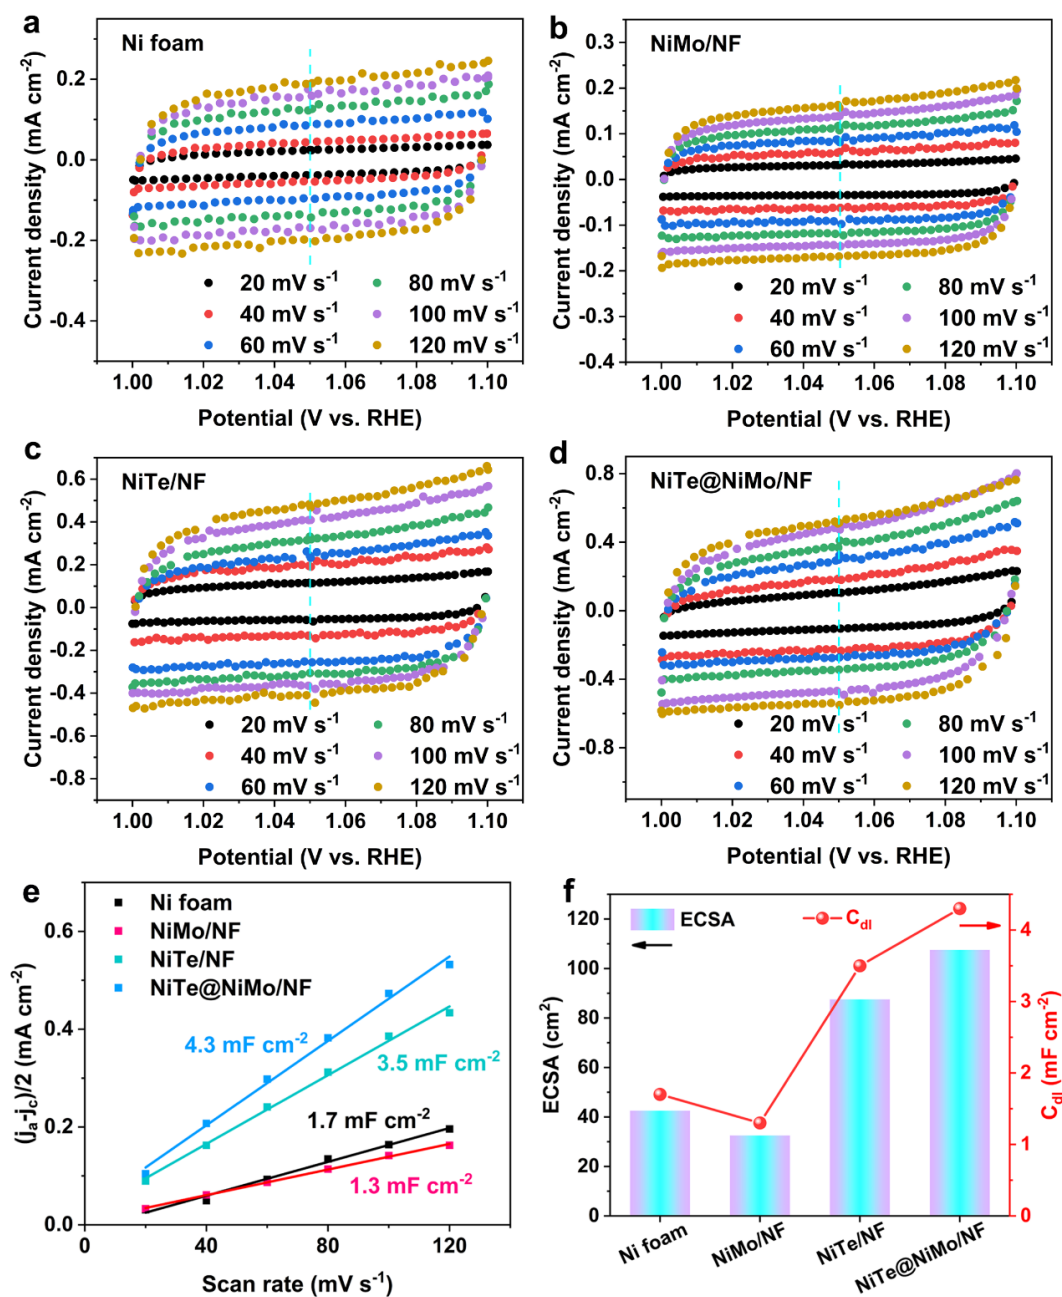 a
Ni foam
Current density (mA cm-2)
0.2
0.0
-0.2
-0.4
20 mV s-1
40 mV s-1
60 mV s-1
80 mV s-1
100 mV s-1
120 mV s-1
1.00 1.02 1.04 1.06 1.08 1.10
Potential (V vs. RHE)
b
NiMo/NF
Current density (mA cm-2)
0.3
0.2
0.1
0.0
-0.1
-0.2
-0.3
-0.4
20 mV s-1
40 mV s-1
60 mV s-1
80 mV s-1
100 mV s-1
120 mV s-1
1.00 1.02 1.04 1.06 1.08 1.10
Potential (V vs. RHE)
c
NiTe/NF
Current density (mA cm-2)
0.6
0.4
0.2
0.0
-0.2
-0.4
-0.6
-0.8
20 mV s-1
40 mV s-1
60 mV s-1
80 mV s-1
100 mV s-1
120 mV s-1
1.00 1.02 1.04 1.06 1.08 1.10
Potential (V vs. RHE)
d
NiTe@NiMo/NF
Current density (mA cm-2)
0.8
0.4
0.0
-0.4
-0.8
20 mV s-1
40 mV s-1
60 mV s-1
80 mV s-1
100 mV s-1
120 mV s-1
1.00 1.02 1.04 1.06 1.08 1.10
Potential (V vs. RHE)
e
Ni foam
NiMo/NF
NiTe/NF
NiTe@NiMo/NF
(ja-jc)/2 (mA cm-2)
0.6
0.4
0.2
0.0
4.3 mF cm-2
3.5 mF cm-2
1.7 mF cm-2
1.3 mF cm-2
0 40 80 120
Scan rate (mV s-1)
f
ECSA
Cdl
ECSA (cm2)
120
100
80
60
40
20
0
4
3
2
1
0
Cdl (mF cm-2)
Ni foam
NiMo/NF
NiTe/NF
NiTe@NiMo/NF